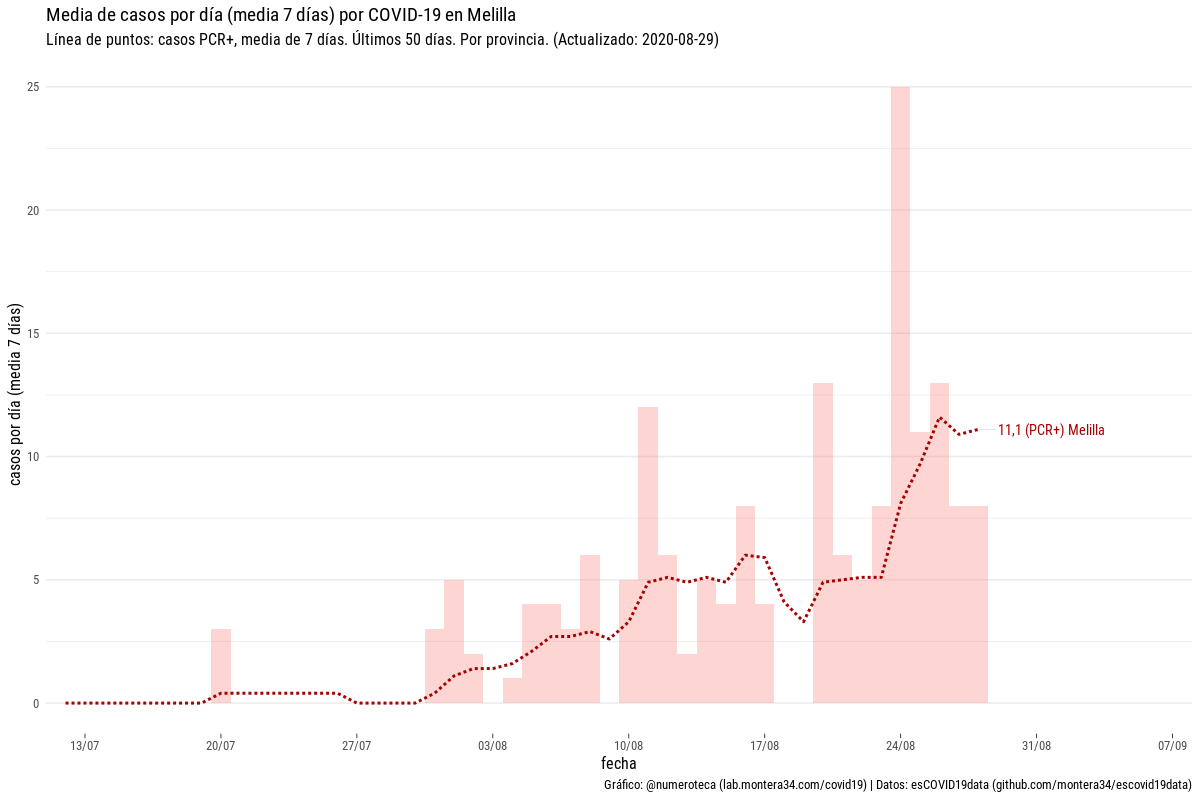 Media de casos por día (media 7 días) por COVID-19 en Melilla
Línea de puntos: casos PCR+, media de 7 días. Últimos 50 días. Por provincia. (Actualizado: 2020-08-29)
casos por día (media 7 días)
25
20
15
10
5
0
11,1 (PCR+) Melilla
13/07 20/07 27/07 03/08 10/08 17/08 24/08 31/08 07/09
fecha
Gráfico: @numeroteca (lab.montera34.com/covid19) | Datos: esCOVID19data (github.com/montera34/escovid19data)